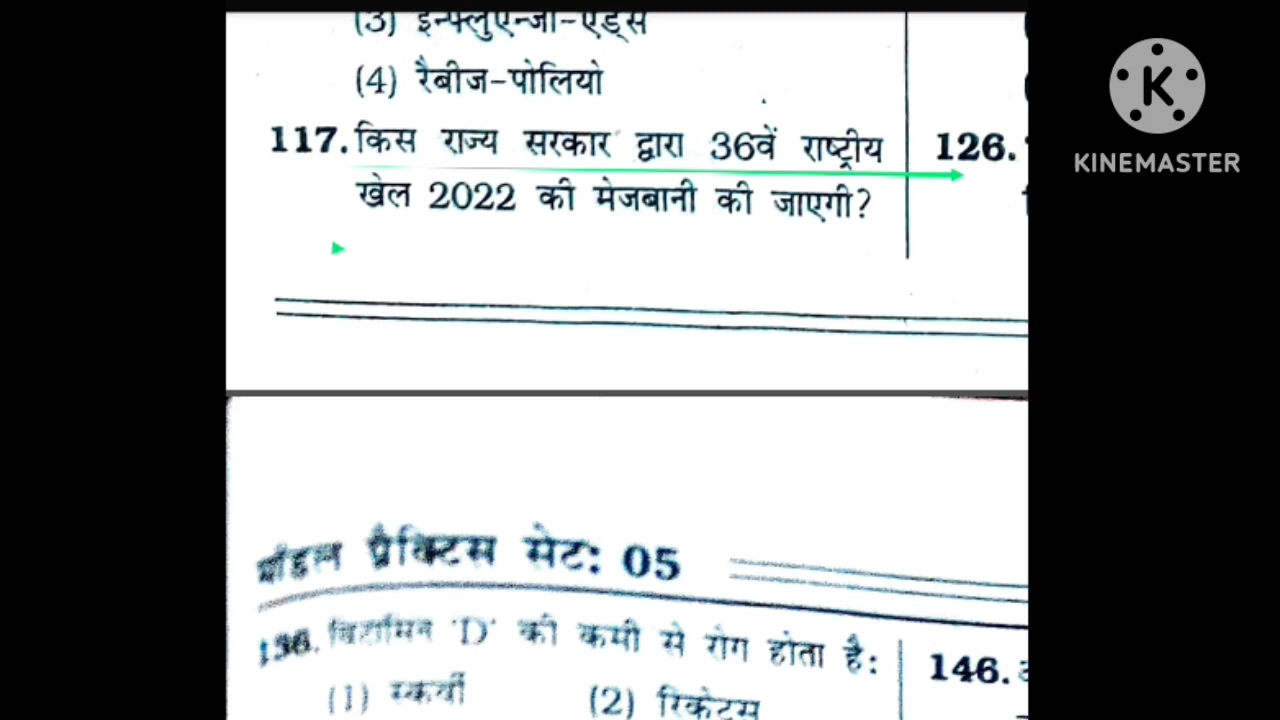 (3) इन्फ्लुएन्जा-एड्स
(4) रैबीज-पोलियो
117. किस राज्य सरकार द्वारा 36वें राष्ट्रीय
खेल 2022 की मेजबानी की जाएगी?
126.
K
KINEMASTER
मॉडल प्रैक्टिस सेट: 05
136. विटामिन 'D' की कमी से रोग होता है:
(1) स्कर्वी (2) रिकेट्स
146.